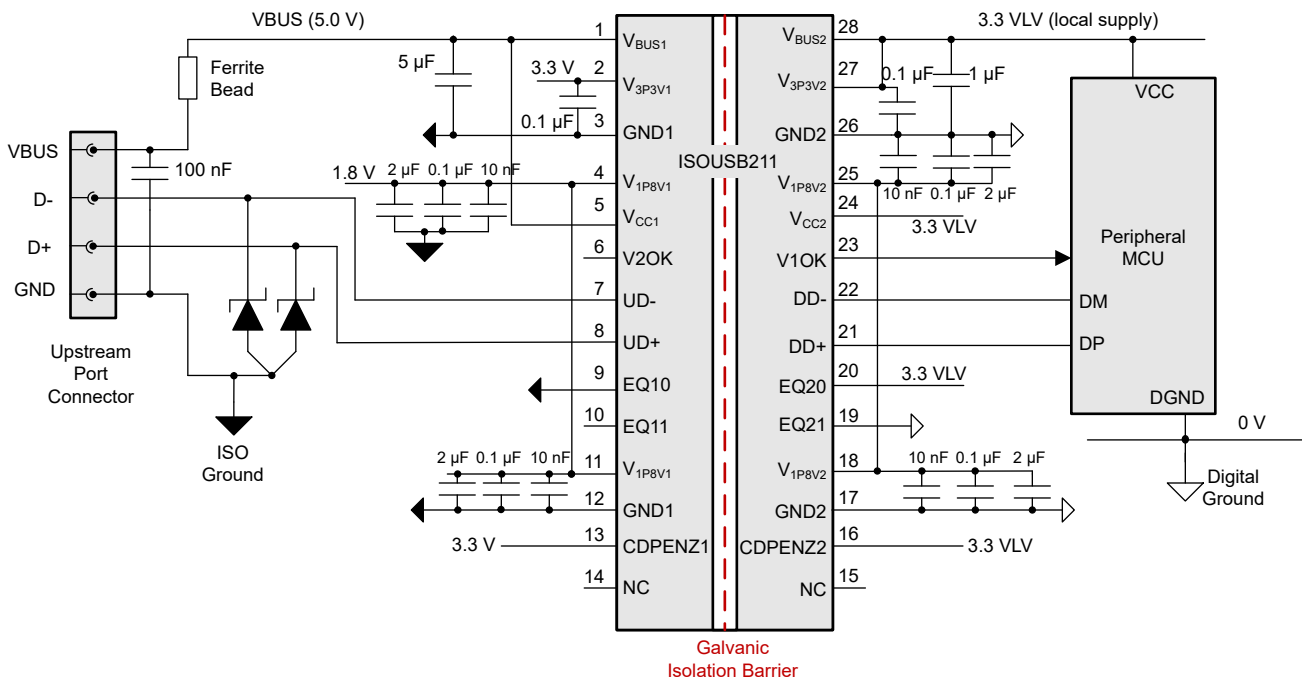 VBUS (5.0 V)
3.3 VLV (local supply)
Ferrite
Bead
VBUS
D-
D+
GND
100 nF
Upstream
Port
Connector
ISO
Ground
5 µF
3.3 V
0.1 µF
1.8 V
2 µF 0.1 µF 10 nF
2 µF 0.1 µF 10 nF
3.3 V
1 VBUS1
2 V3P3V1
3 GND1
4 V1P8V1
5 VCC1
6 V2OK
7 UD-
8 UD+
9 EQ10
10 EQ11
11 V1P8V1
12 GND1
13 CDPENZ1
14 NC
ISOUSB211
VBUS2 28
V3P3V2 27
GND2 26
V1P8V2 25
VCC2 24
V1OK 23
DD- 22
DD+ 21
EQ20 20
EQ21 19
V1P8V2 18
GND2 17
CDPENZ2 16
NC 15
0.1 µF 1 µF
10 nF 0.1 µF 2 µF
3.3 VLV
3.3 VLV
10 nF 0.1 µF 2 µF
3.3 VLV
VCC
Peripheral
MCU
DM
DP
DGND
0 V
Digital
Ground
Galvanic
Isolation Barrier